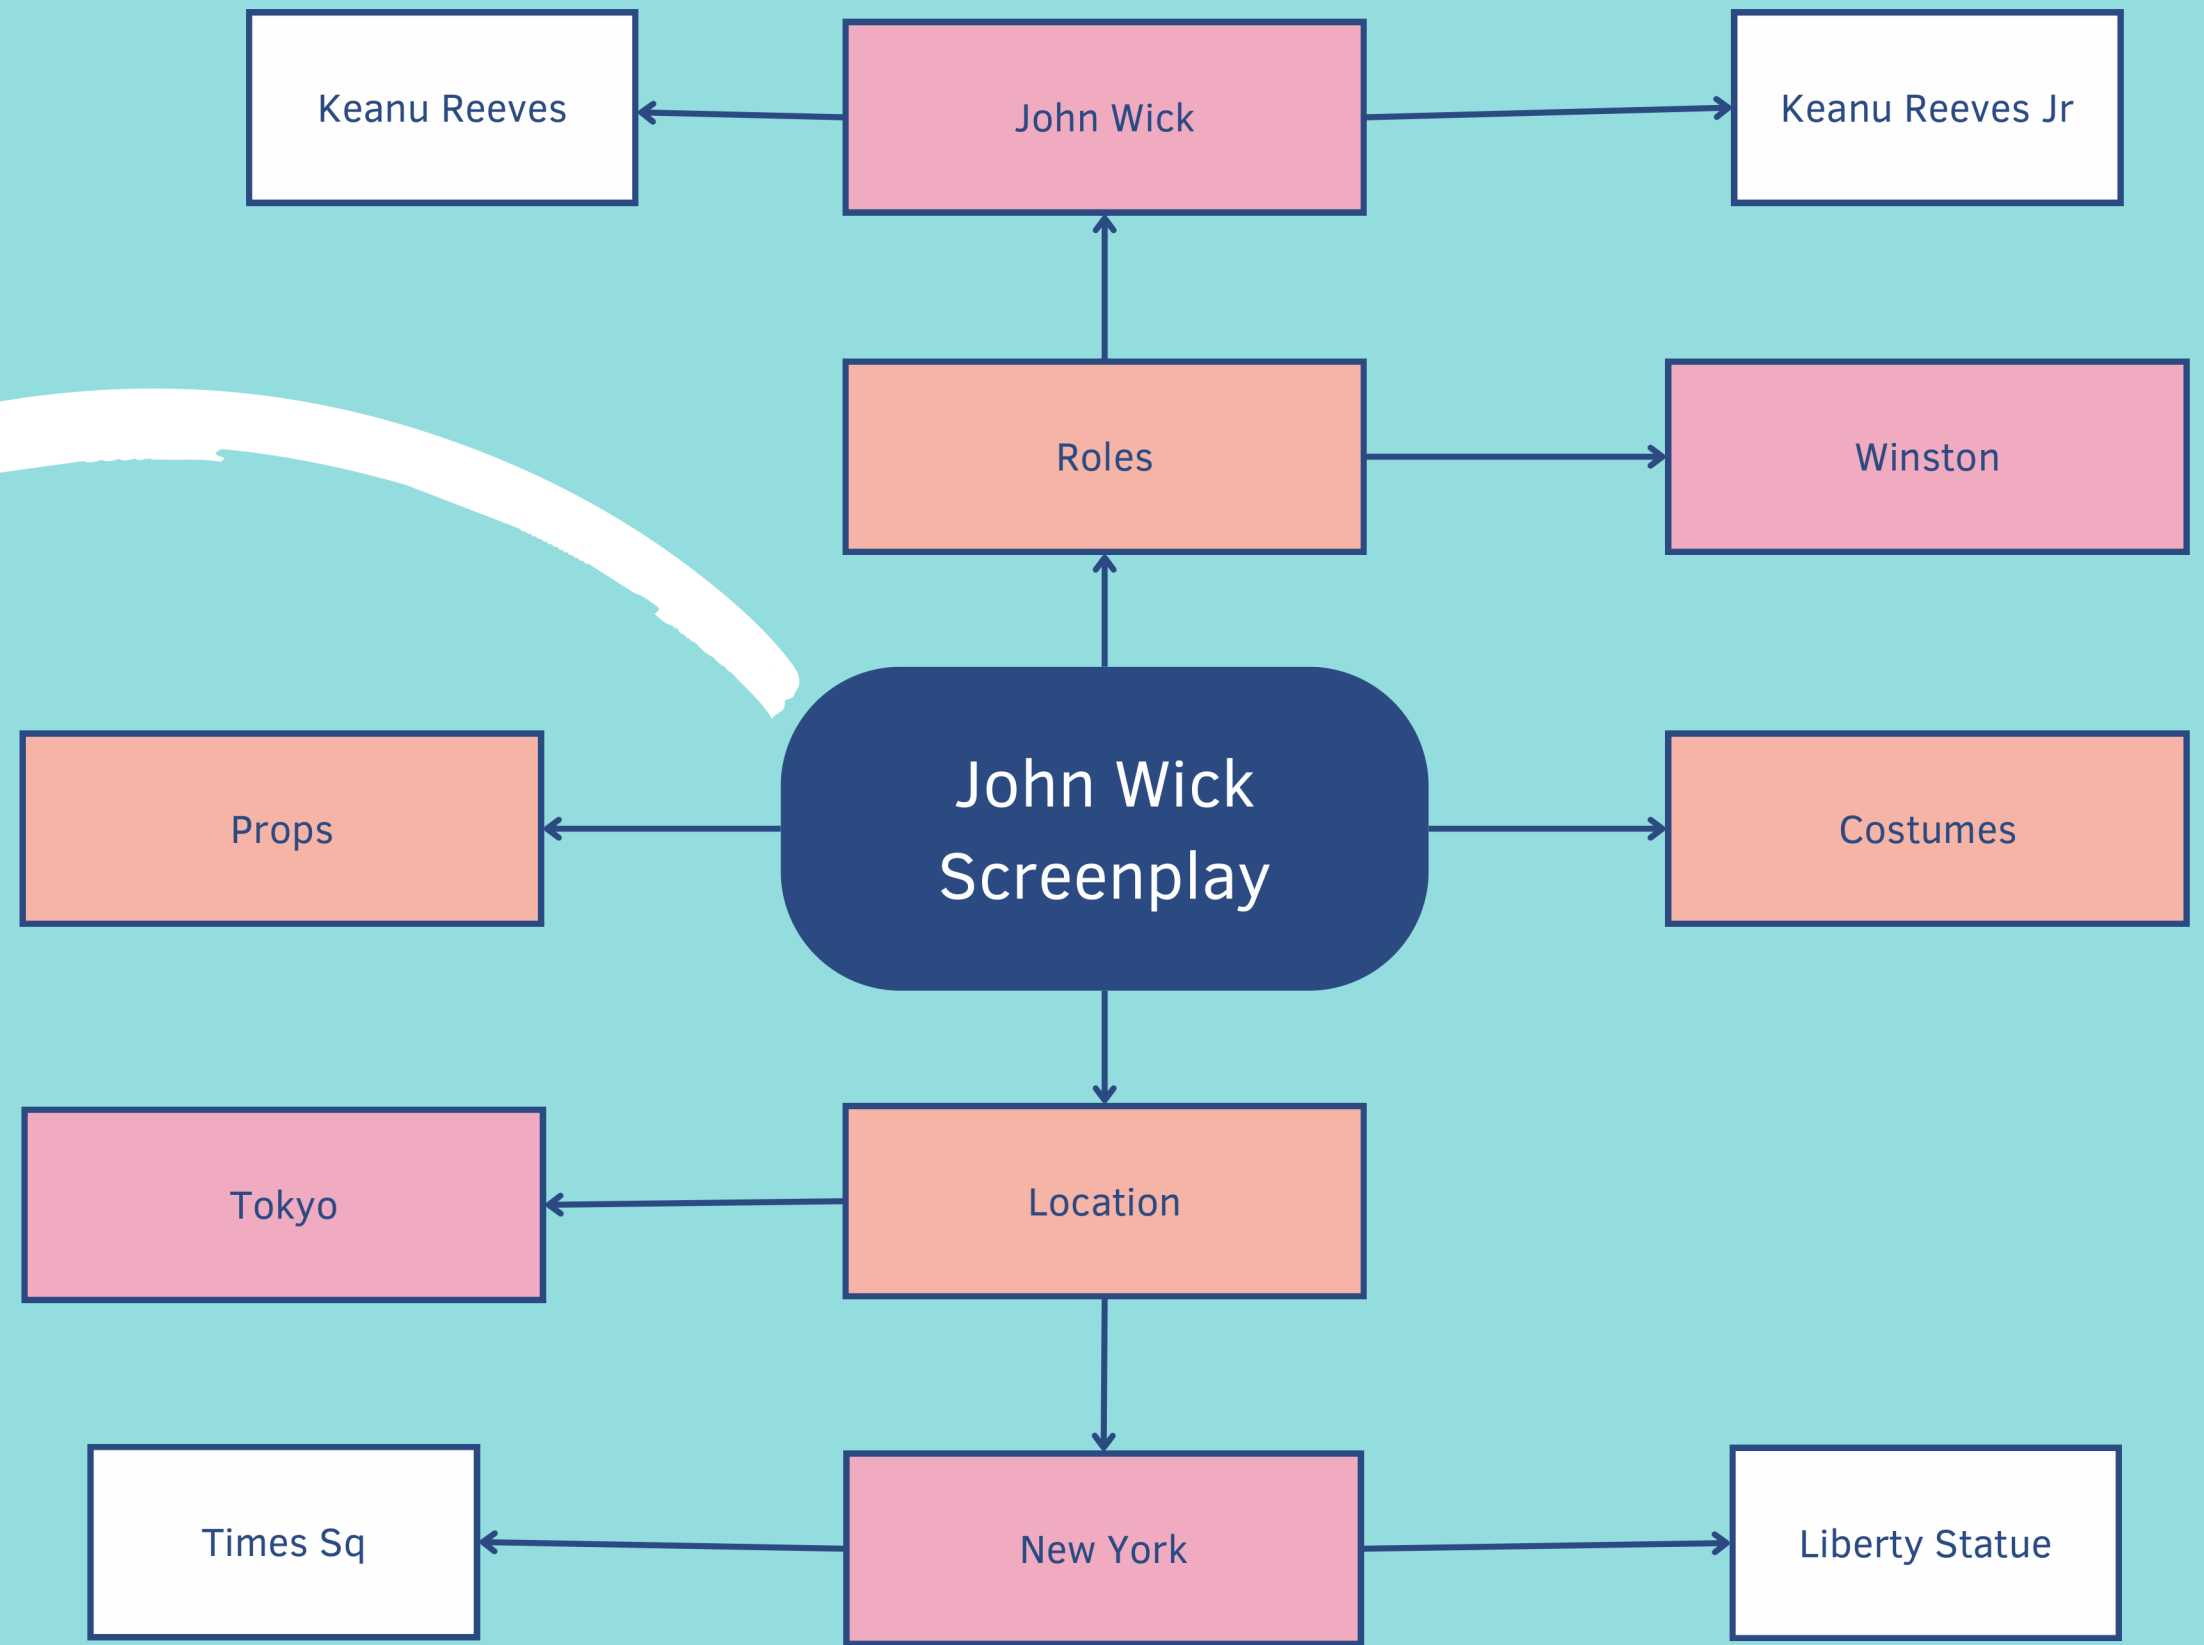 Keanu Reeves
John Wick
Keanu Reeves Jr
Roles
Winston
Props
John Wick
Screenplay
Costumes
Tokyo
Location
Times Sq
New York
Liberty Statue